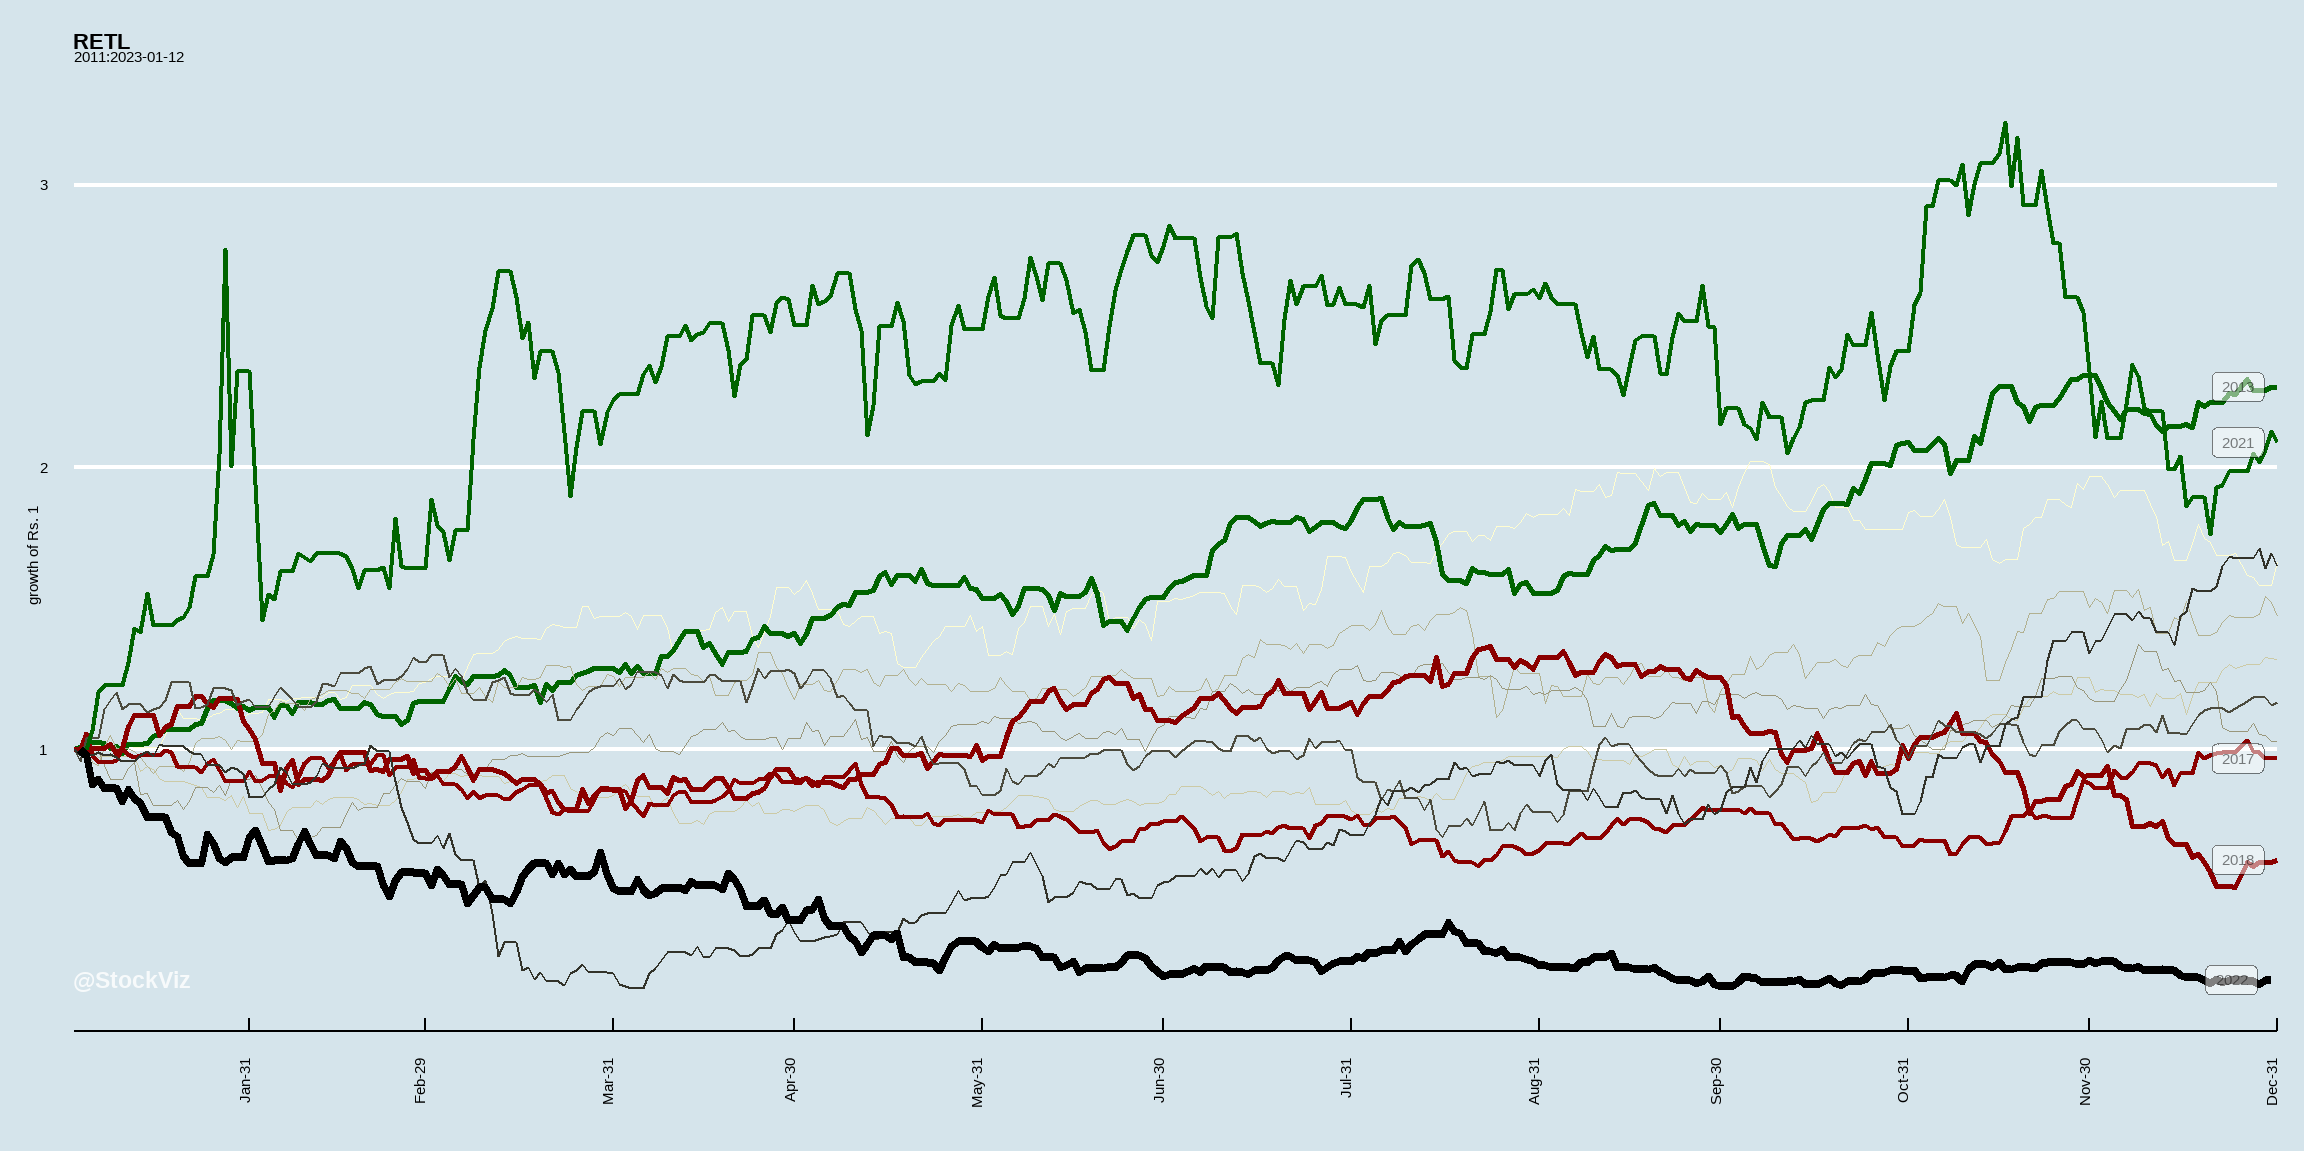 RETL
2011:2023-01-12
3
2
1
growth of Rs. 1
2013
2021
2017
2018
2022
@StockViz
Jan-31
Feb-29
Mar-31
Apr-30
May-31
Jun-30
Jul-31
Aug-31
Sep-30
Oct-31
Nov-30
Dec-31